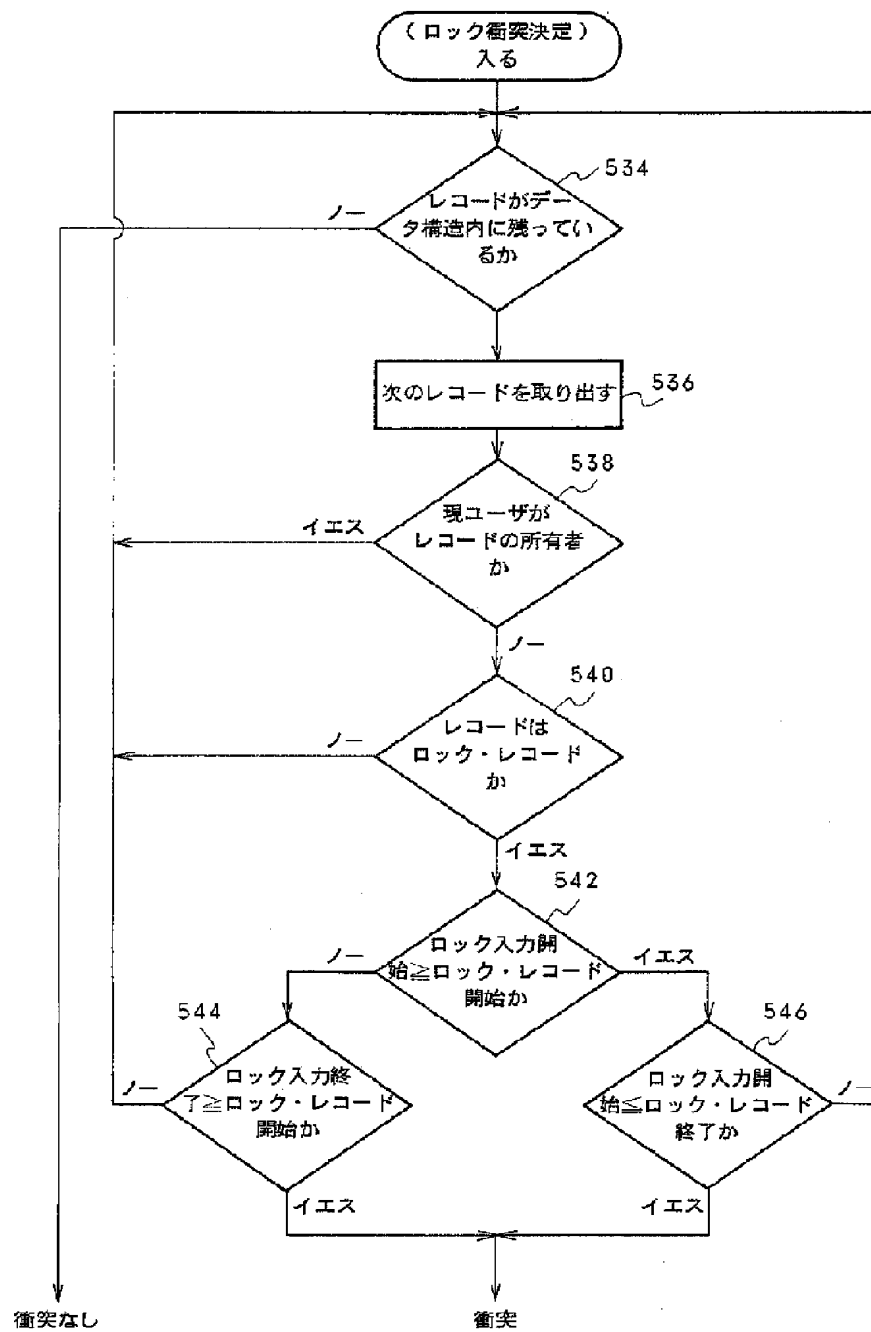 （ロック衝突決定）
入る
534
ノー
レコードがデー
タ構造内に残ってい
るか
次のレコードを取り出す
536
538
イエス
現ユーザが
レコードの所有者
か
ノー
540
ノー
レコードは
ロック・レコード
か
イエス
542
ノー
ロック入力開
始≧ロック・レコード
開始か
イエス
544
546
ノー
ロック入力終
了≧ロック・レコード
開始か
ロック入力開
始≦ロック・レコード
終了か
ノー
イエス
イエス
衝突なし
衝突